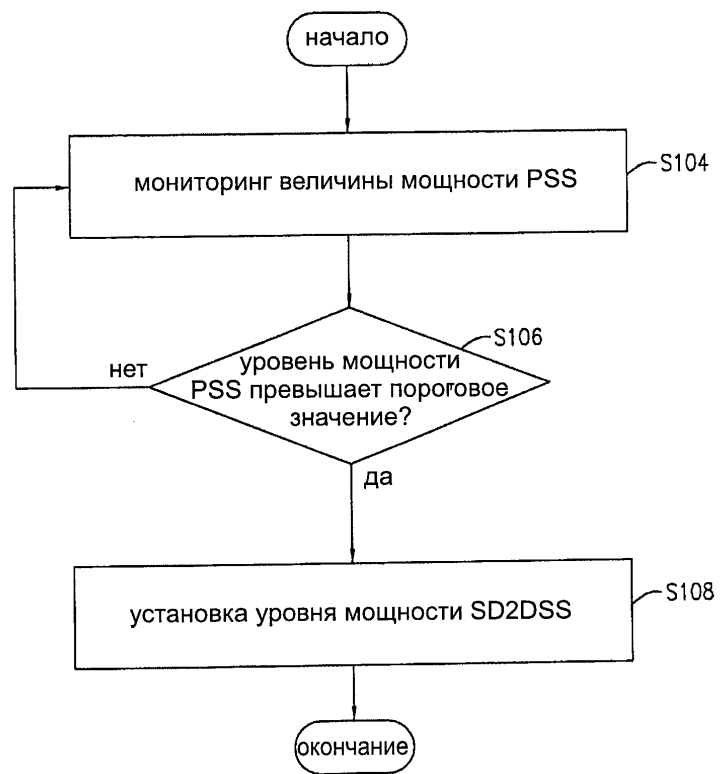 начало
мониторинг величины мощности PSS
S104
S106
уровень мощности
PSS превышает пороговое
значение?
нет
да
установка уровня мощности SD2DSS
S108
окончание